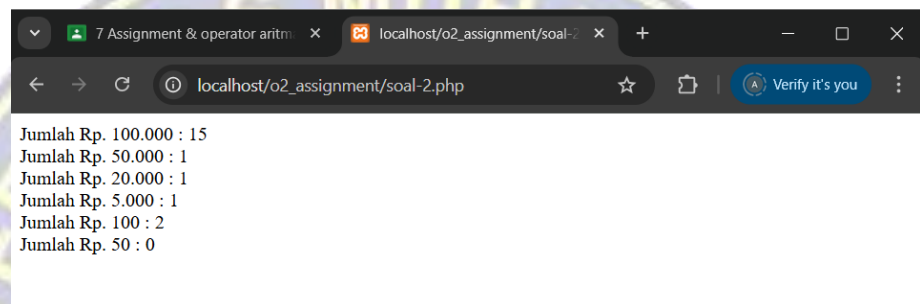 7 Assignment & operator aritm
localhost/o2_assignment/soal-2
localhost/o2_assignment/soal-2.php
A
Verify it's you
Jumlah Rp. 100.000 : 15
Jumlah Rp. 50.000 : 1
Jumlah Rp. 20.000 : 1
Jumlah Rp. 5.000 : 1
Jumlah Rp. 100 : 2
Jumlah Rp. 50 : 0